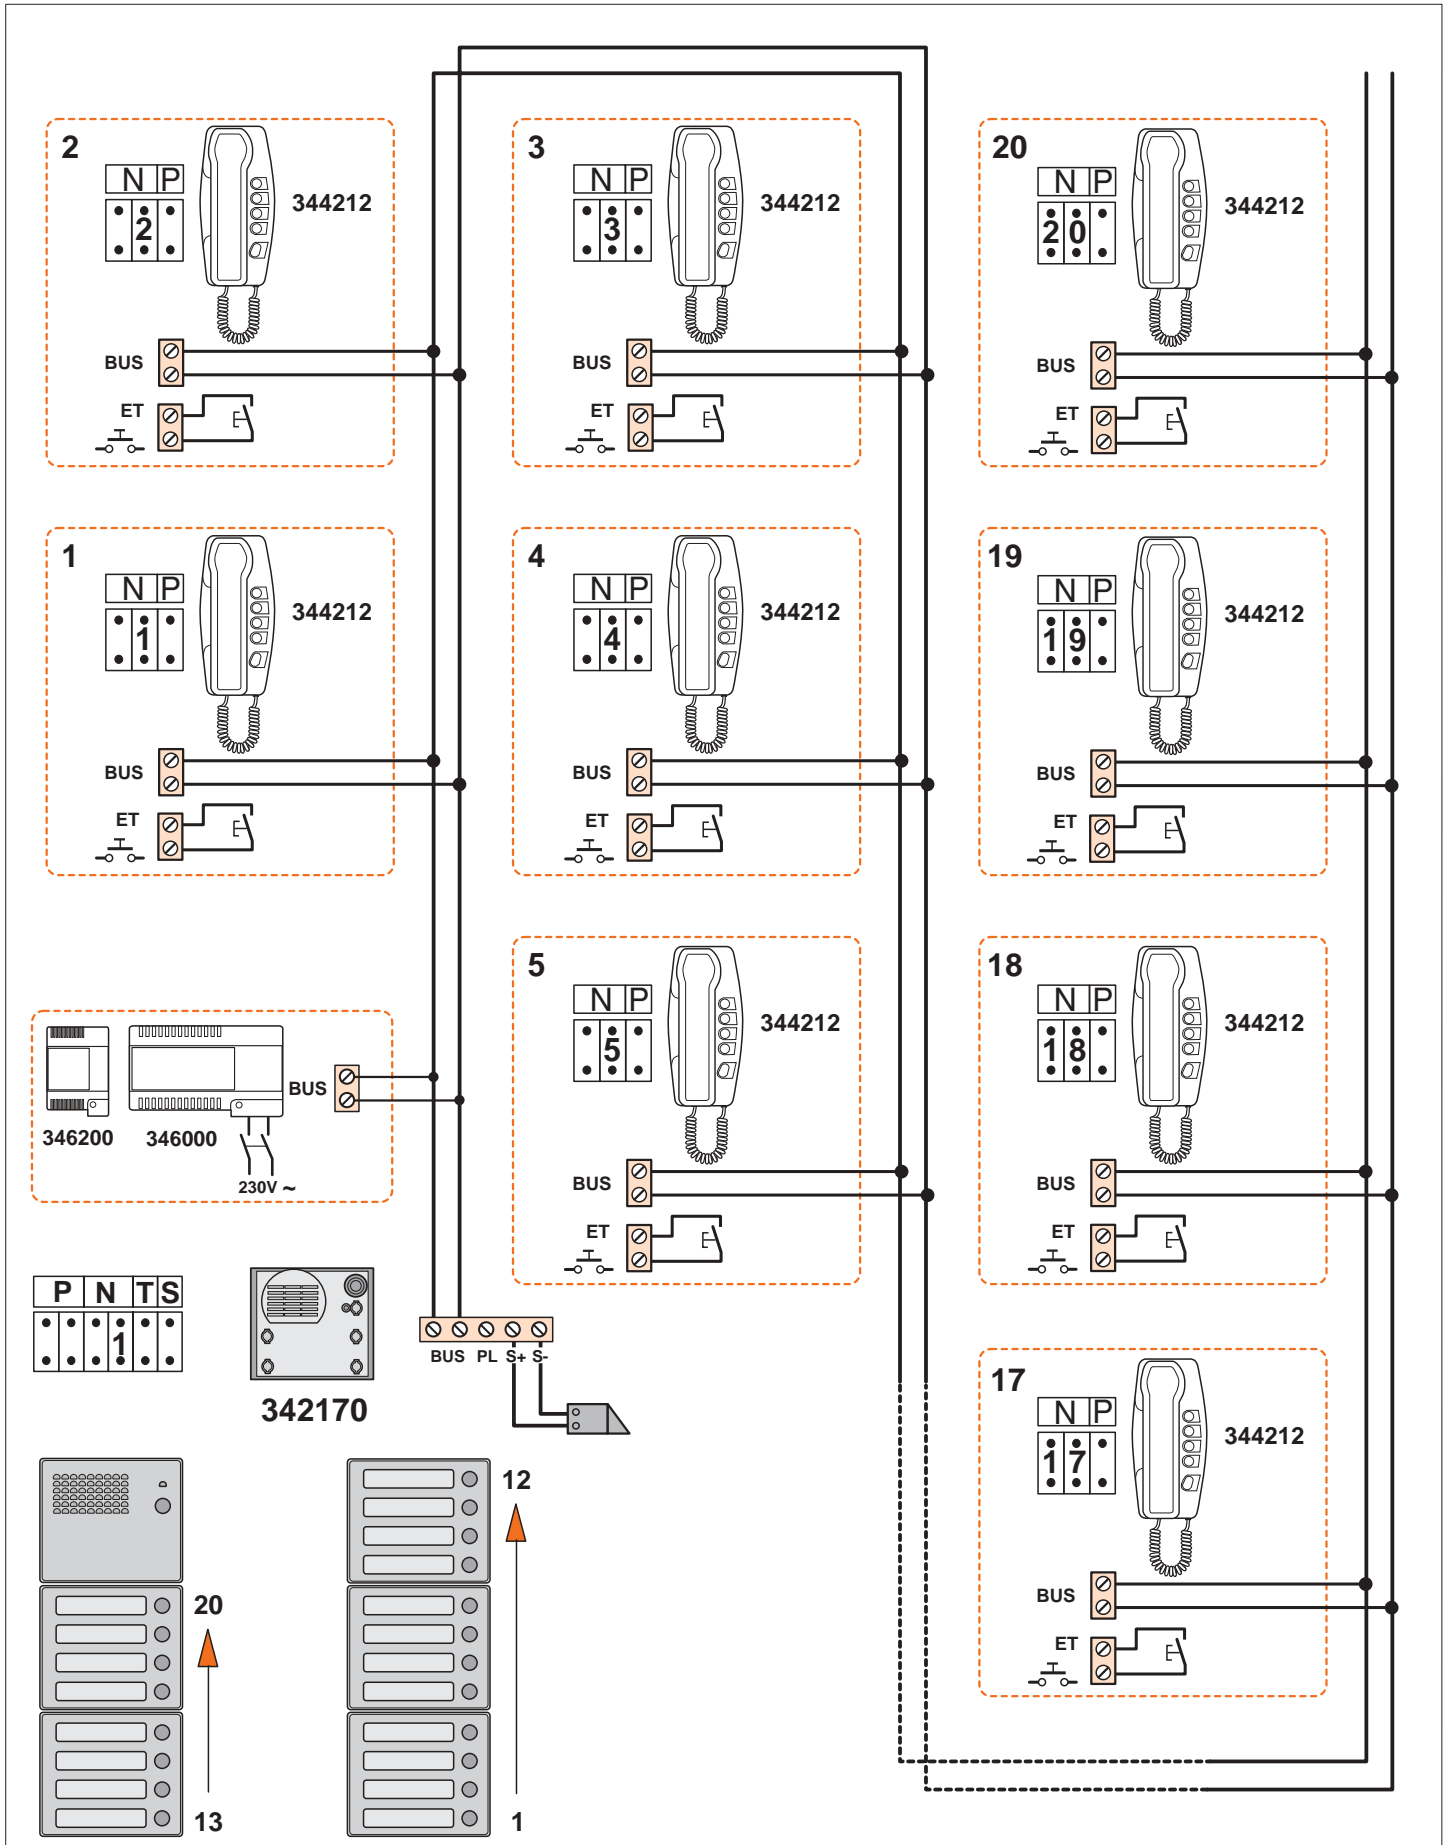 2
N P
2
344212
BUS
ET
3
N P
3
344212
BUS
ET
20
N P
2 0
344212
BUS
ET
1
N P
1
344212
BUS
ET
4
N P
4
344212
BUS
ET
19
N P
1 9
344212
BUS
ET
5
N P
5
344212
BUS
ET
18
N P
1 8
344212
BUS
ET
346200
346000
BUS
230V ~
P N T S
1
342170
BUS PL S+ S-
17
N P
1 7
344212
BUS
ET
20
13
12
1